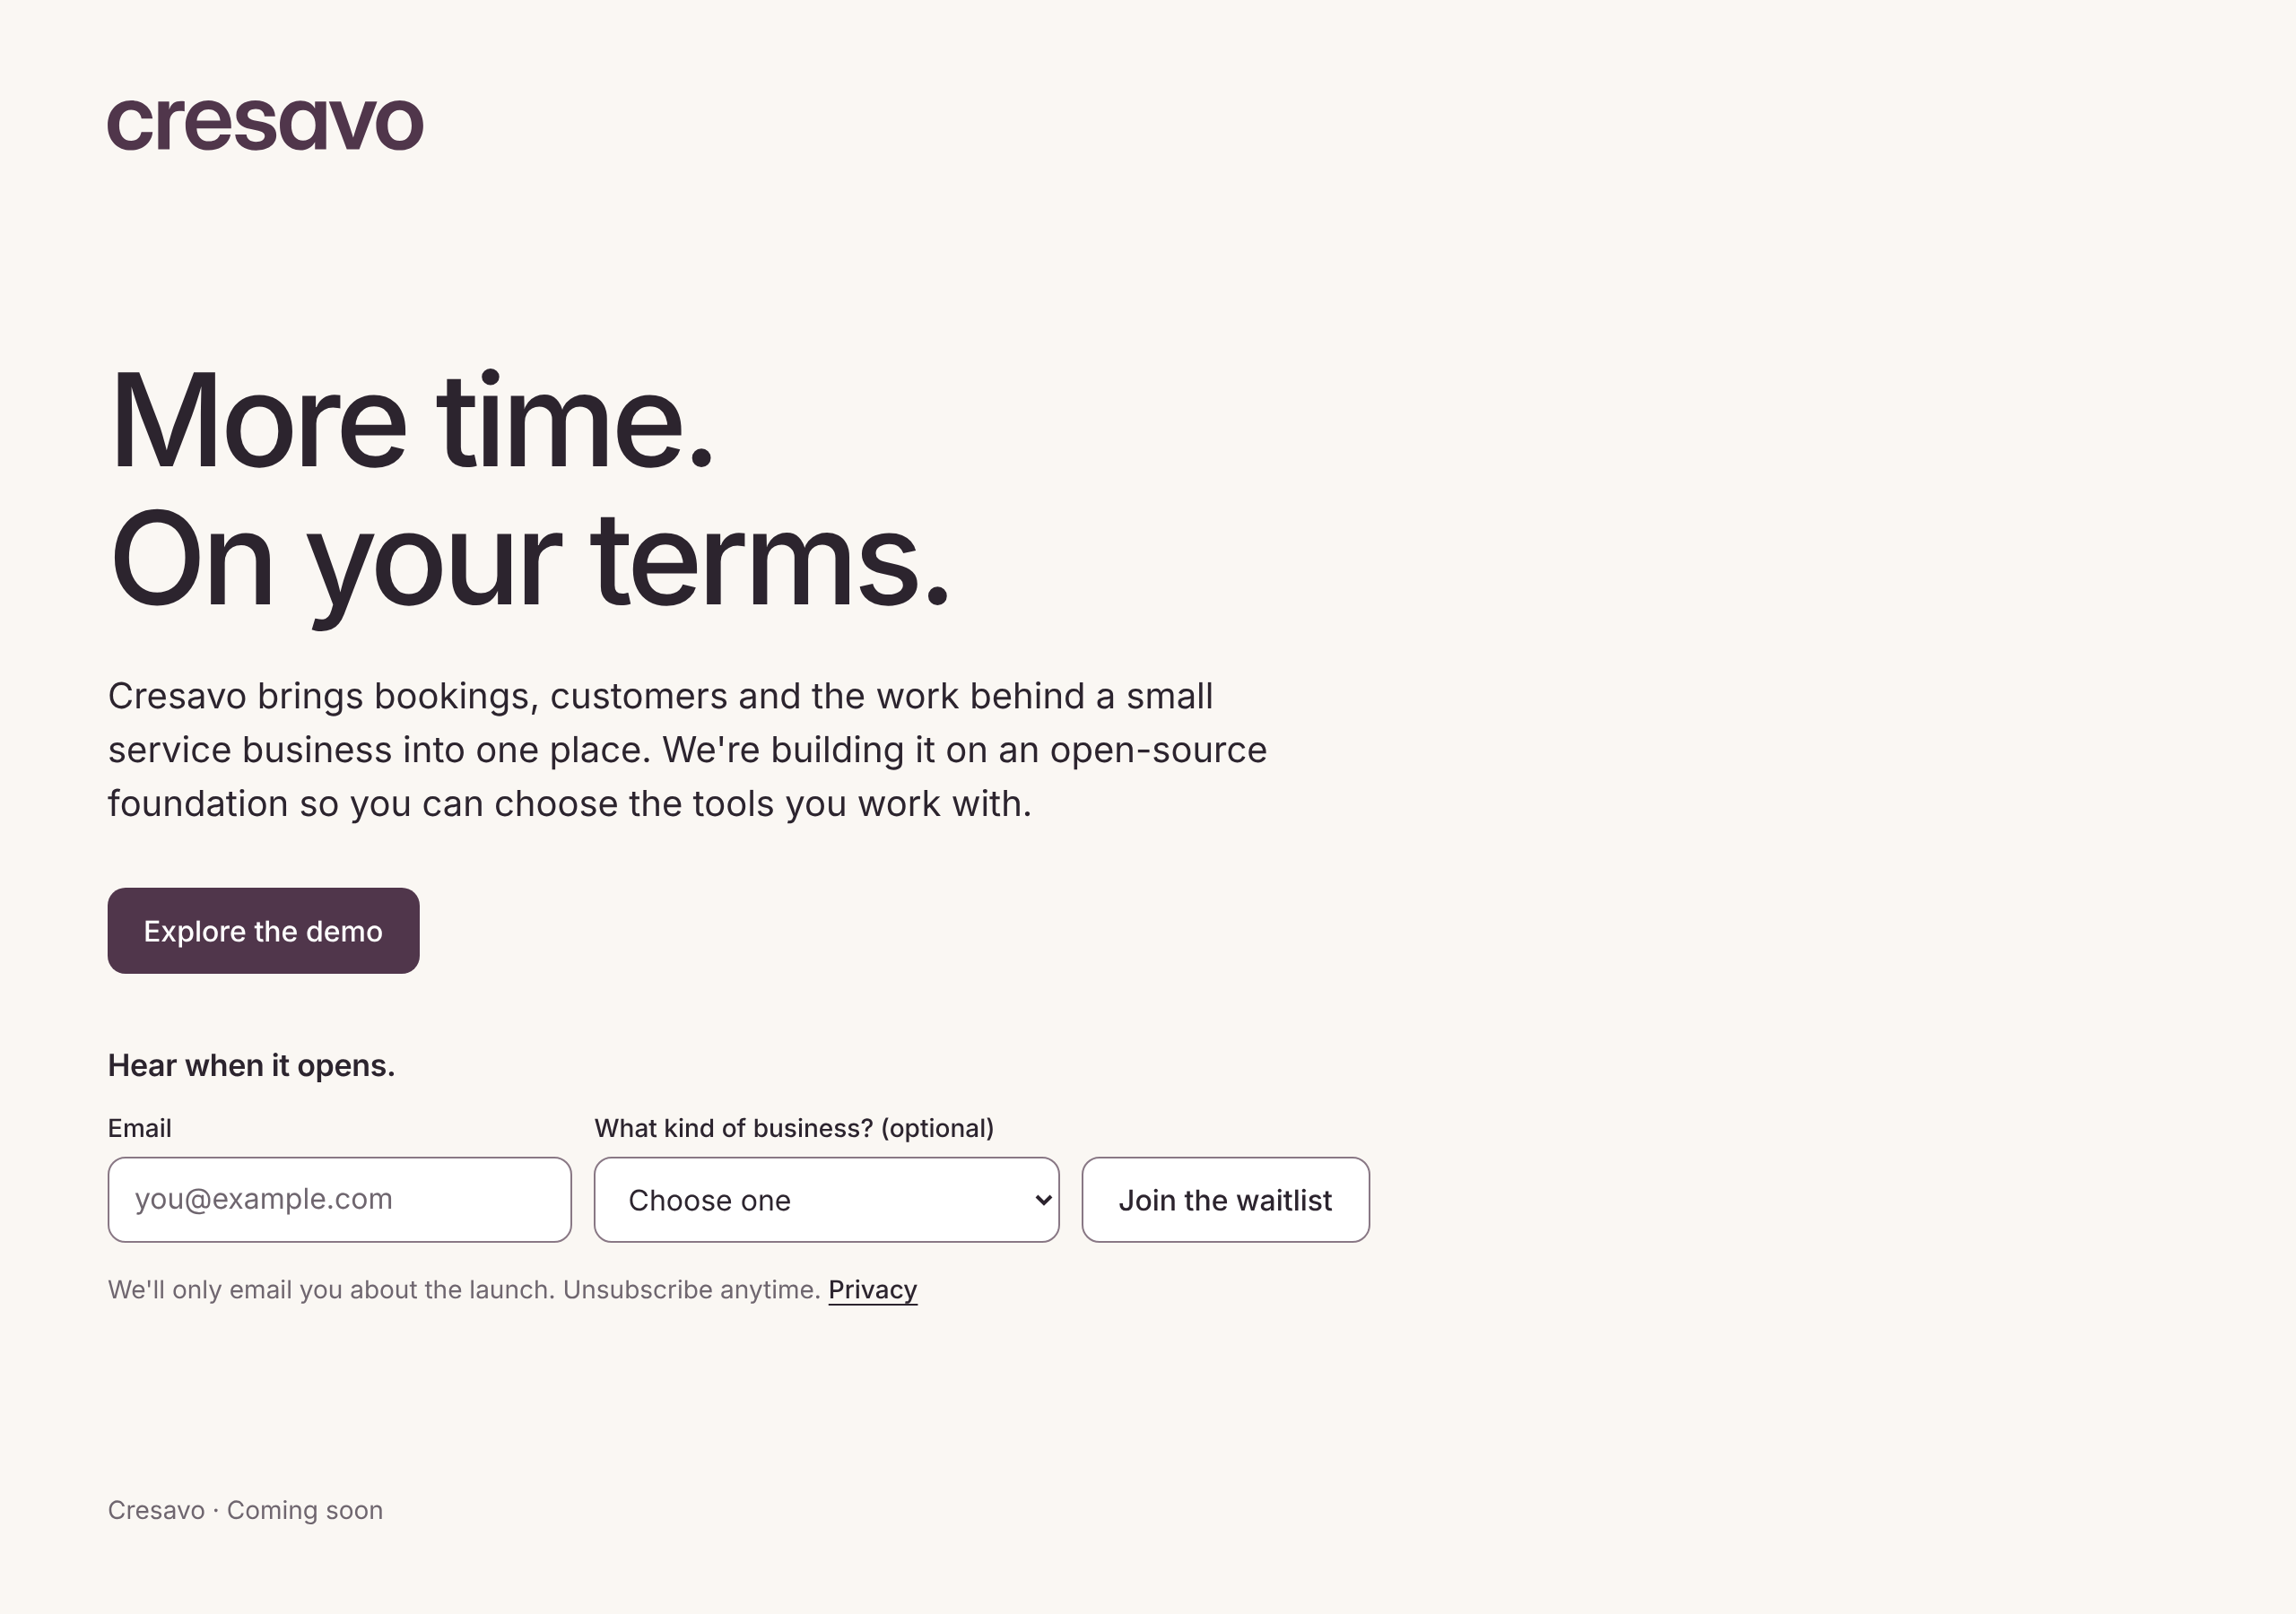 cresavo
More time.
On your terms.
Cresavo brings bookings, customers and the work behind a small
service business into one place. We're building it on an open-source
foundation so you can choose the tools you work with.
Explore the demo
Hear when it opens.
Email
What kind of business? (optional)
you@example.com
Choose one
Join the waitlist
We'll only email you about the launch. Unsubscribe anytime. Privacy
Cresavo · Coming soon